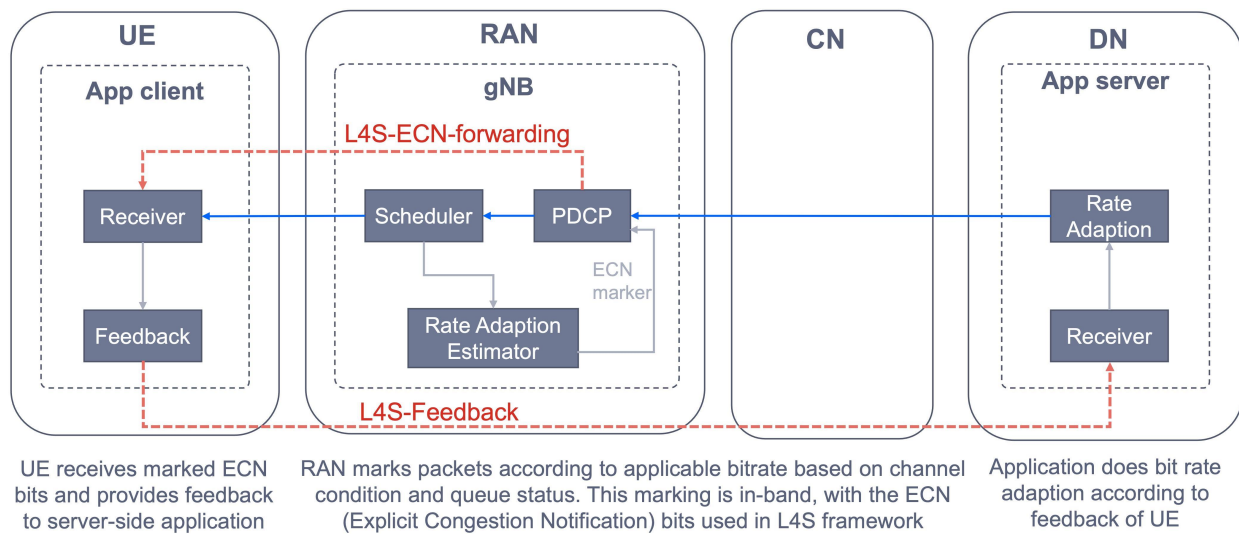 UE
RAN
CN
DN
App client
gNB
App server
L4S-ECN-forwarding
Receiver
Scheduler
PDCP
Rate
Adaption
ECN
marker
Feedback
Rate Adaption
Estimator
Receiver
L4S-Feedback
UE receives marked ECN
bits and provides feedback
to server-side application
RAN marks packets according to applicable bitrate based on channel
condition and queue status. This marking is in-band, with the ECN
(Explicit Congestion Notification) bits used in L4S framework
Application does bit rate
adaption according to
feedback of UE